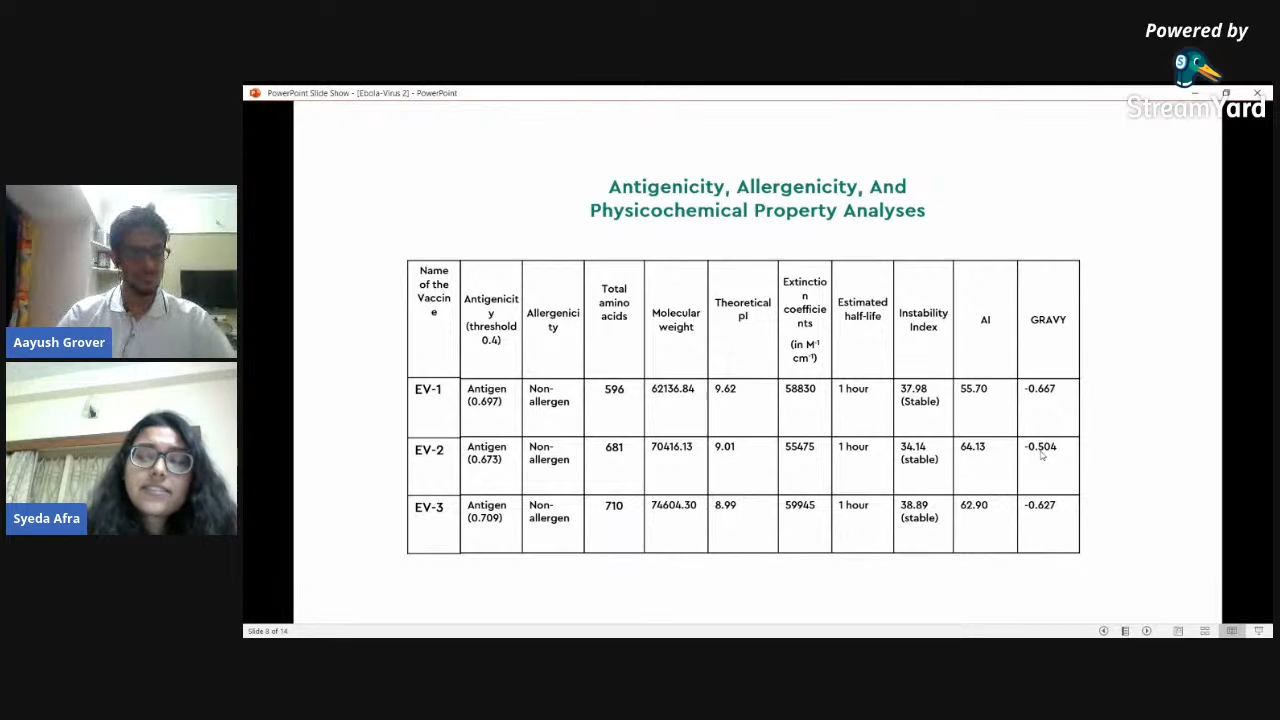 Powered by
StreamYard
PowerPoint Slide Show - [Ebola-Virus 2] - PowerPoint
Antigenicity, Allergenicity, And
Physicochemical Property Analyses
Name
of the
Vaccin
e
Antigenicit
y
(threshold
0.4)
Allergenici
ty
Total
amino
acids
Molecular
weight
Theoretical
pI
Extinctio
n
coefficie
nts
(in M-1
cm-1)
Estimated
half-life
Instability
Index
AI
GRAVY
EV-1
Antigen
(0.697)
Non-
allergen
596
62136.84
9.62
58830
1 hour
37.98
(Stable)
55.70
-0.667
EV-2
Antigen
(0.673)
Non-
allergen
681
70416.13
9.01
55475
1 hour
34.14
(stable)
64.13
-0.504
EV-3
Antigen
(0.709)
Non-
allergen
710
74604.30
8.99
59945
1 hour
38.89
(stable)
62.90
-0.627
Aayush Grover
Syeda Afra
Slide 8 of 14